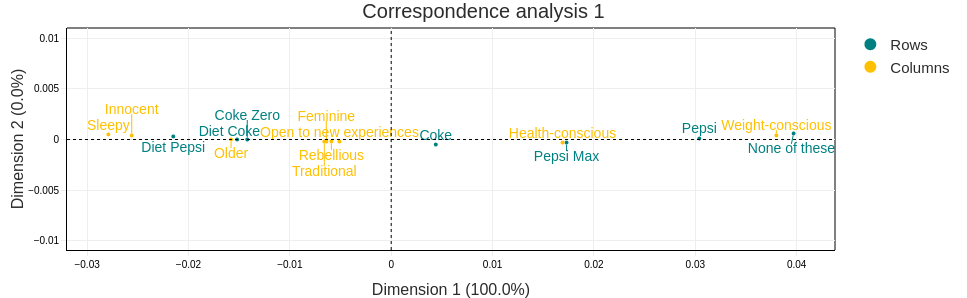 Correspondence analysis 1
Rows
Columns
Dimension 2 (0.0%)
0.01
0.005
0
−0.005
−0.01
Innocent
Sleepy
Diet Pepsi
Coke Zero
Diet Coke
Older
Feminine
Open to new experiences
Rebellious
Traditional
Coke
Health-conscious
Pepsi Max
Pepsi
Weight-conscious
None of these
−0.03
−0.02
−0.01
0
0.01
0.02
0.03
0.04
Dimension 1 (100.0%)